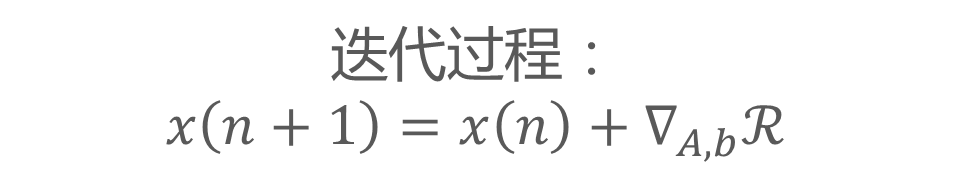 迭代过程：
x(n + 1) = x(n) + ∇_{A,b}ℛ